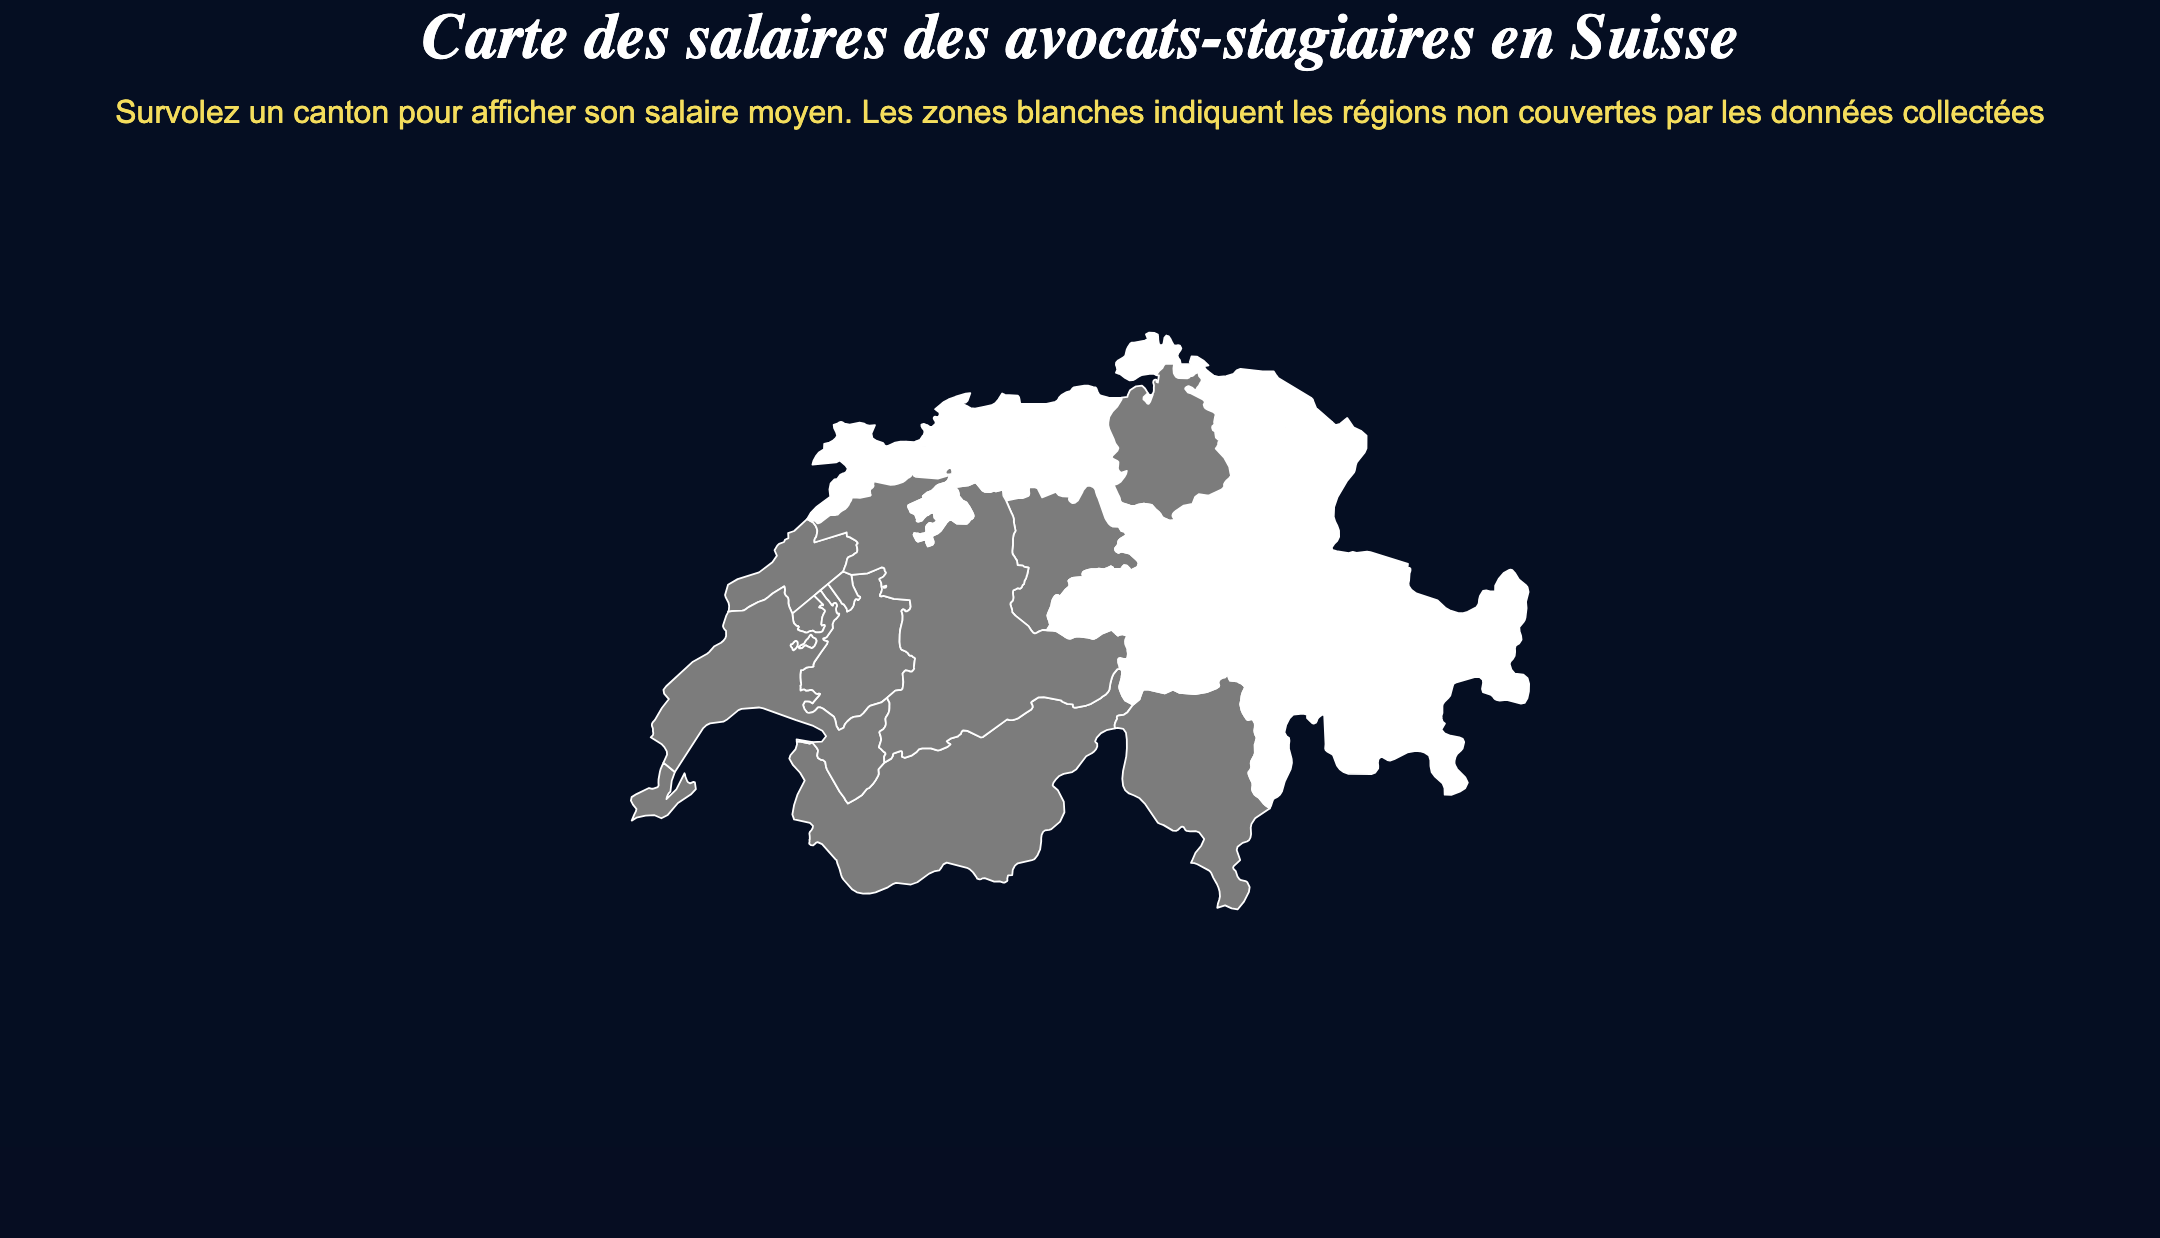 Carte des salaires des avocats-stagiaires en Suisse
Survolez un canton pour afficher son salaire moyen. Les zones blanches indiquent les régions non couvertes par les données collectées